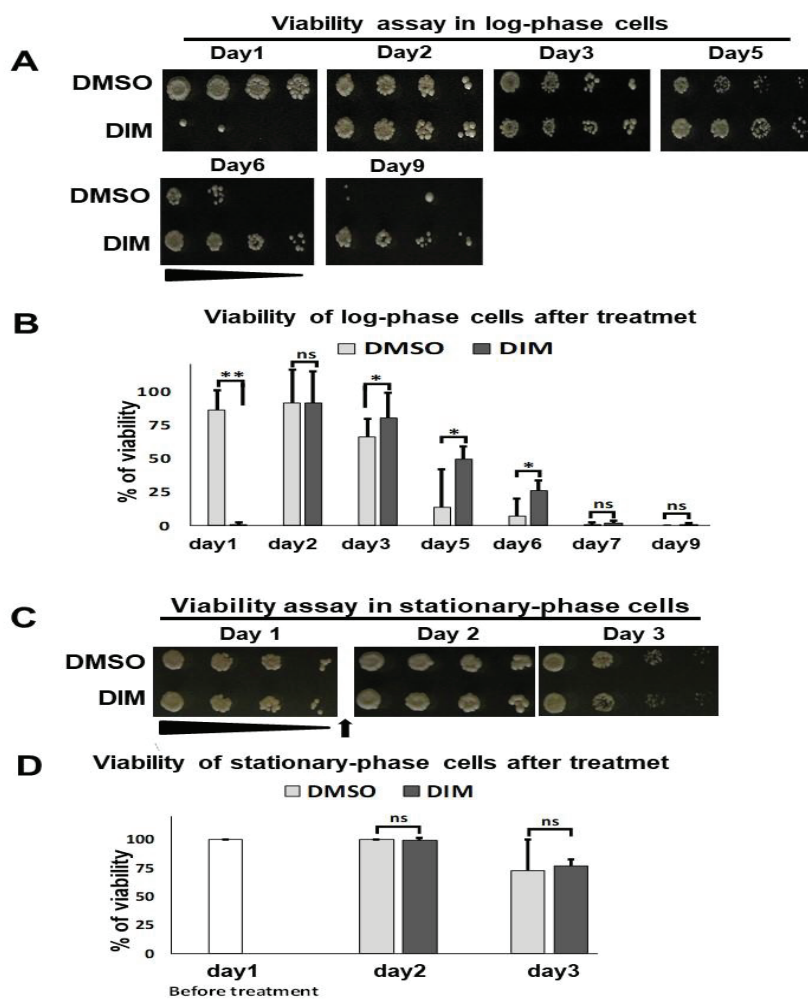 Viability assay in log-phase cells
A
Day1 Day2 Day3 Day5
DMSO
DIM
Day6 Day9
DMSO
DIM
B
Viability of log-phase cells after treatmet
DMSO DIM
** ns * * * ns ns
% of viability
100
75
50
25
0
day1 day2 day3 day5 day6 day7 day9
C
Viability assay in stationary-phase cells
Day 1 Day 2 Day 3
DMSO
DIM
D
Viability of stationary-phase cells after treatmet
DMSO DIM
ns ns
% of viability
100
75
50
25
0
day1 day2 day3
Before treatment